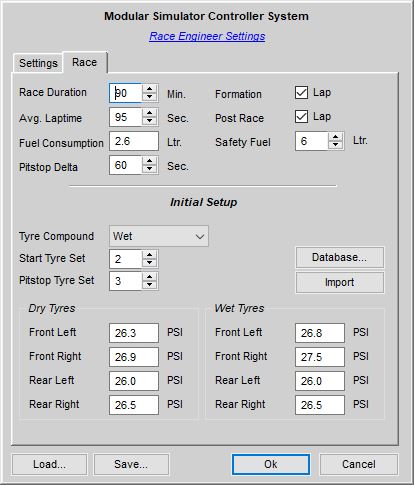 Modular Simulator Controller System
Race Engineer Settings
Settings Race
Race Duration 90 Min. Formation Lap
Avg. Laptime 95 Sec. Post Race Lap
Fuel Consumption 2.6 Ltr. Safety Fuel 6 Ltr.
Pitstop Delta 60 Sec.
Initial Setup
Tyre Compound Wet
Start Tyre Set 2 Database...
Pitstop Tyre Set 3 Import
Dry Tyres Wet Tyres
Front Left 26.3 PSI Front Left 26.8 PSI
Front Right 26.9 PSI Front Right 27.5 PSI
Rear Left 26.0 PSI Rear Left 26.0 PSI
Rear Right 26.5 PSI Rear Right 26.5 PSI
Load... Save... Ok Cancel